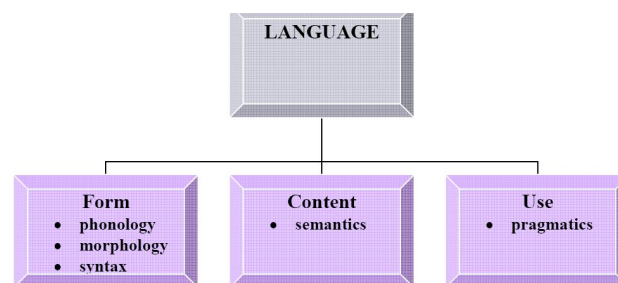 LANGUAGE
Form
• phonology
• morphology
• syntax
Content
• semantics
Use
• pragmatics